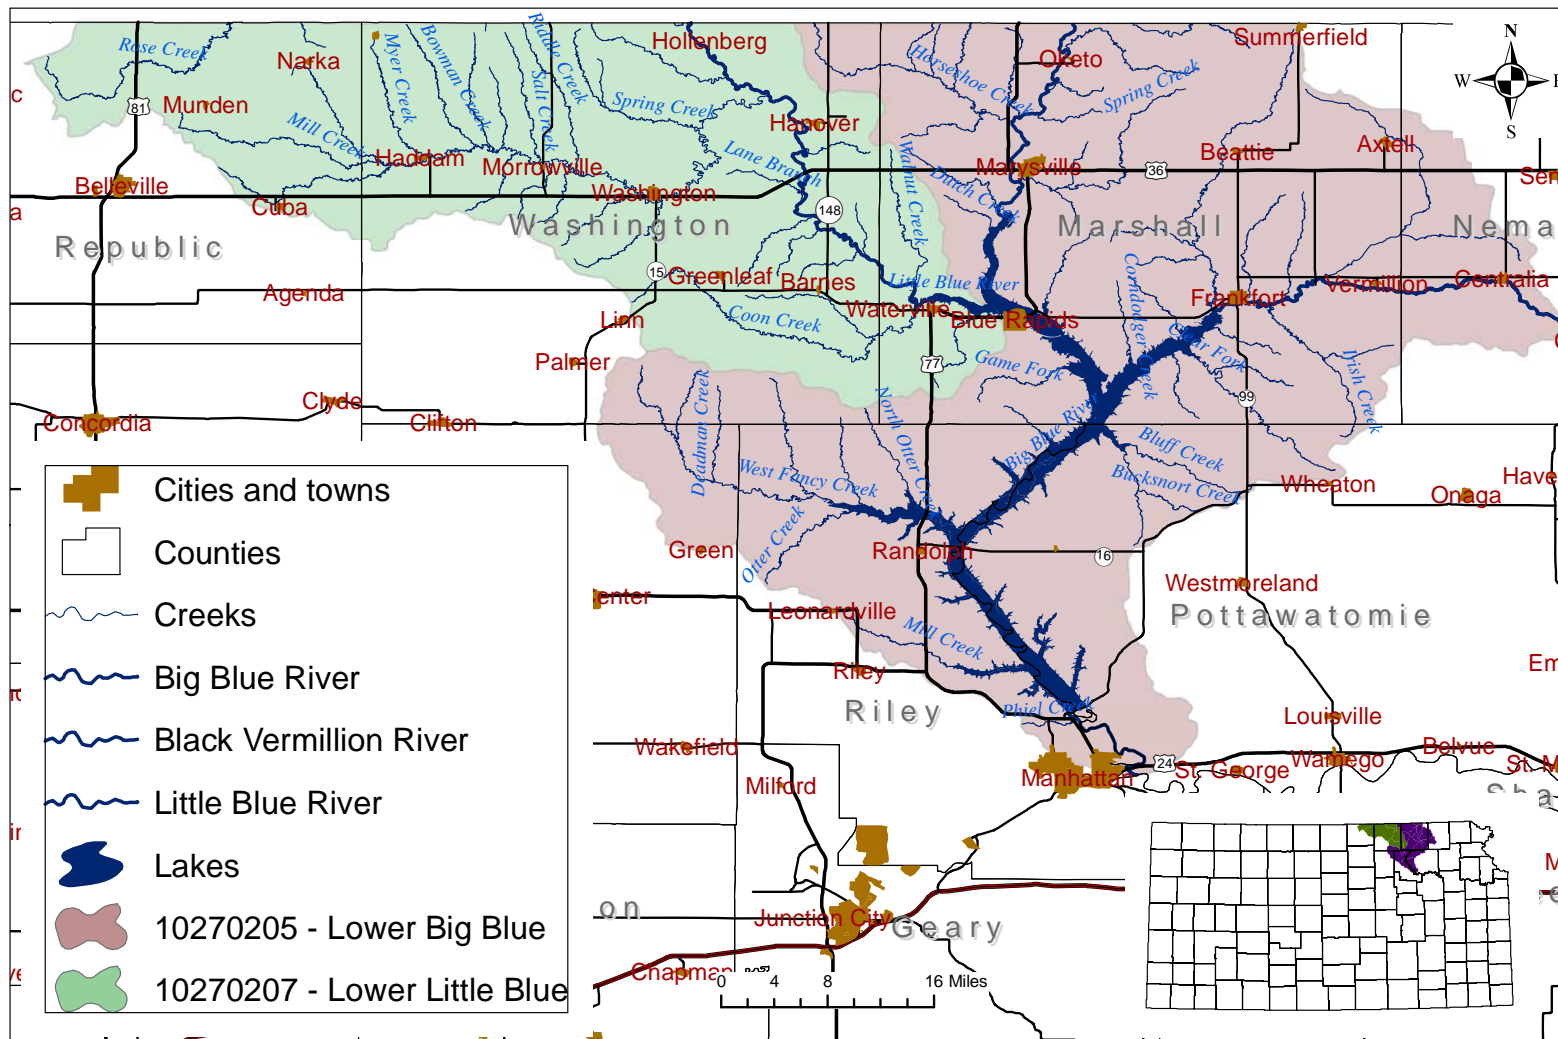 Rose Creek
Narka
Myer Creek
Bowman Creek
Riddle Creek
Salt Creek
Hollenberg
Horseshoe Creek
Oketo
Spring Creek
Summerfield
N
W
S
81
Munden
Mill Creek
Spring Creek
Hanover
Haddam
Morrowville
Lane Branch
Walnut Creek
Dutch Creek
Marysville
36
Beattie
Axtell
Belleville
Cuba
Washington
148
Republic
Washington
Marshall
Nema
15
Greenleaf
Barnes
Little Blue River
Corndodger Creek
Frankfort
Vermillion
Centralia
Agenda
Linn
Coon Creek
Waterville
Blue Rapids
Clear Fork
Irish Creek
Palmer
77
Game Fork
99
Clyde
Clifton
Concordia
Deadman Creek
North Otter Creek
Big Blue River
Bluff Creek
Bucksnort Creek
West Fancy Creek
Otter Creek
Wheaton
Onaga
Have
Green
Randolph
16
Westmoreland
Pottawatomie
enter
Leonardville
Mill Creek
Riley
Riley
Em
Phiel Creek
Louisville
Wakefield
Milford
Manhattan
24
St. George
Wamego
Belvue
St. M
Sha
on
Junction City
Geary
Chapman
0 4 8 16 Miles
Cities and towns
Counties
Creeks
Big Blue River
Black Vermillion River
Little Blue River
Lakes
10270205 - Lower Big Blue
10270207 - Lower Little Blue